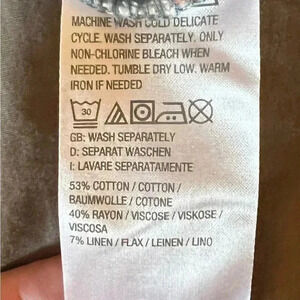 MACHINE WASH COLD DELICATE
CYCLE. WASH SEPARATELY. ONLY
NON-CHLORINE BLEACH WHEN
NEEDED. TUMBLE DRY LOW. WARM
IRON IF NEEDED
30
GB: WASH SEPARATELY
D: SEPARAT WASCHEN
I: LAVARE SEPARATAMENTE
53% COTTON / COTTON /
BAUMWOLLE / COTONE
40% RAYON / VISCOSE / VISKOSE /
VISCOSA
7% LINEN / FLAX / LEINEN / LINO